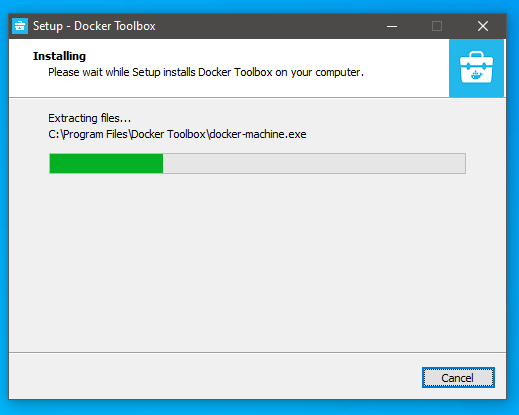 Setup - Docker Toolbox
Installing
Please wait while Setup installs Docker Toolbox on your computer.
Extracting files...
C:\Program Files\Docker Toolbox\docker-machine.exe
Cancel